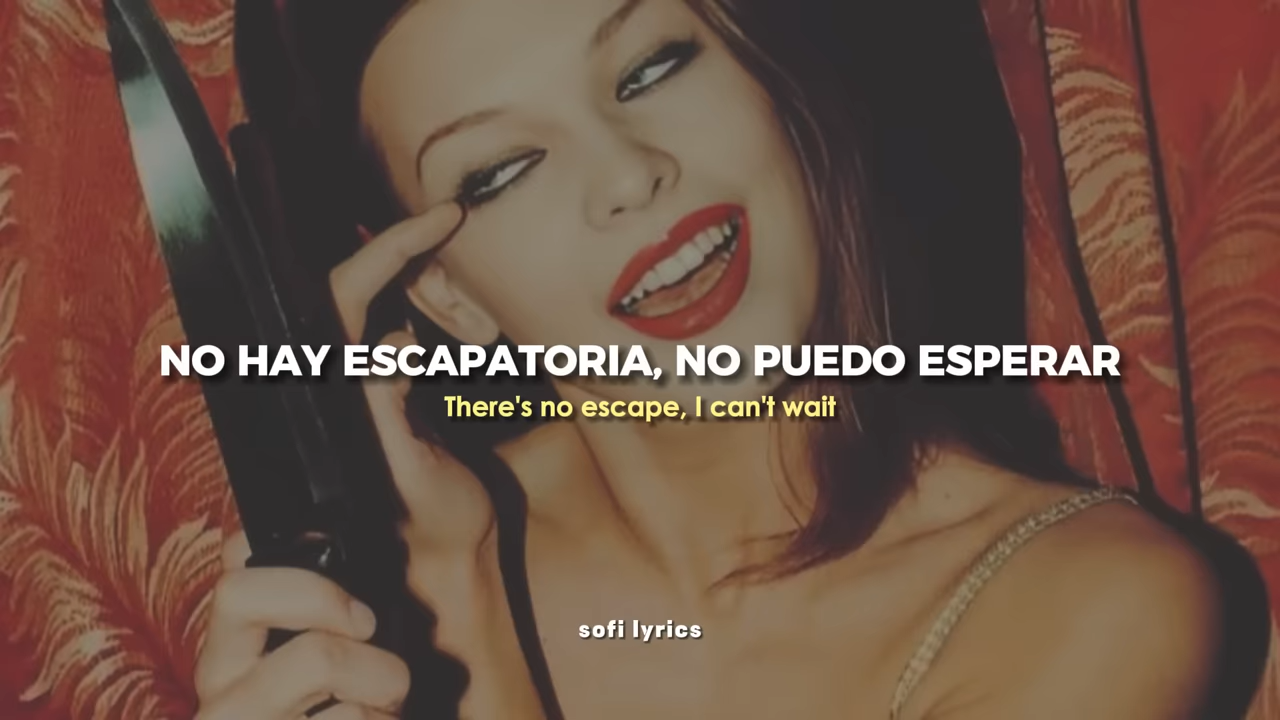 NO HAY ESCAPATORIA, NO PUEDO ESPERAR
There's no escape, I can't wait
sofi lyrics